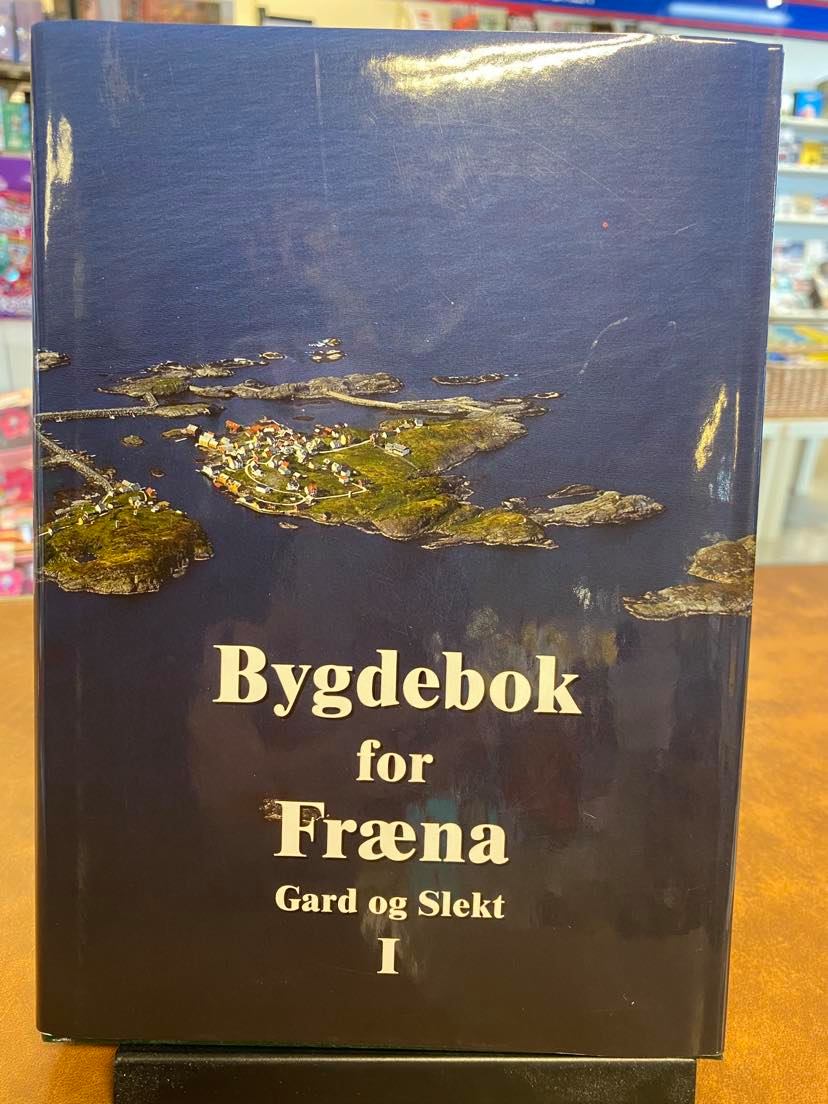 Bygdebok
for
Fræna
Gard og Slekt
I